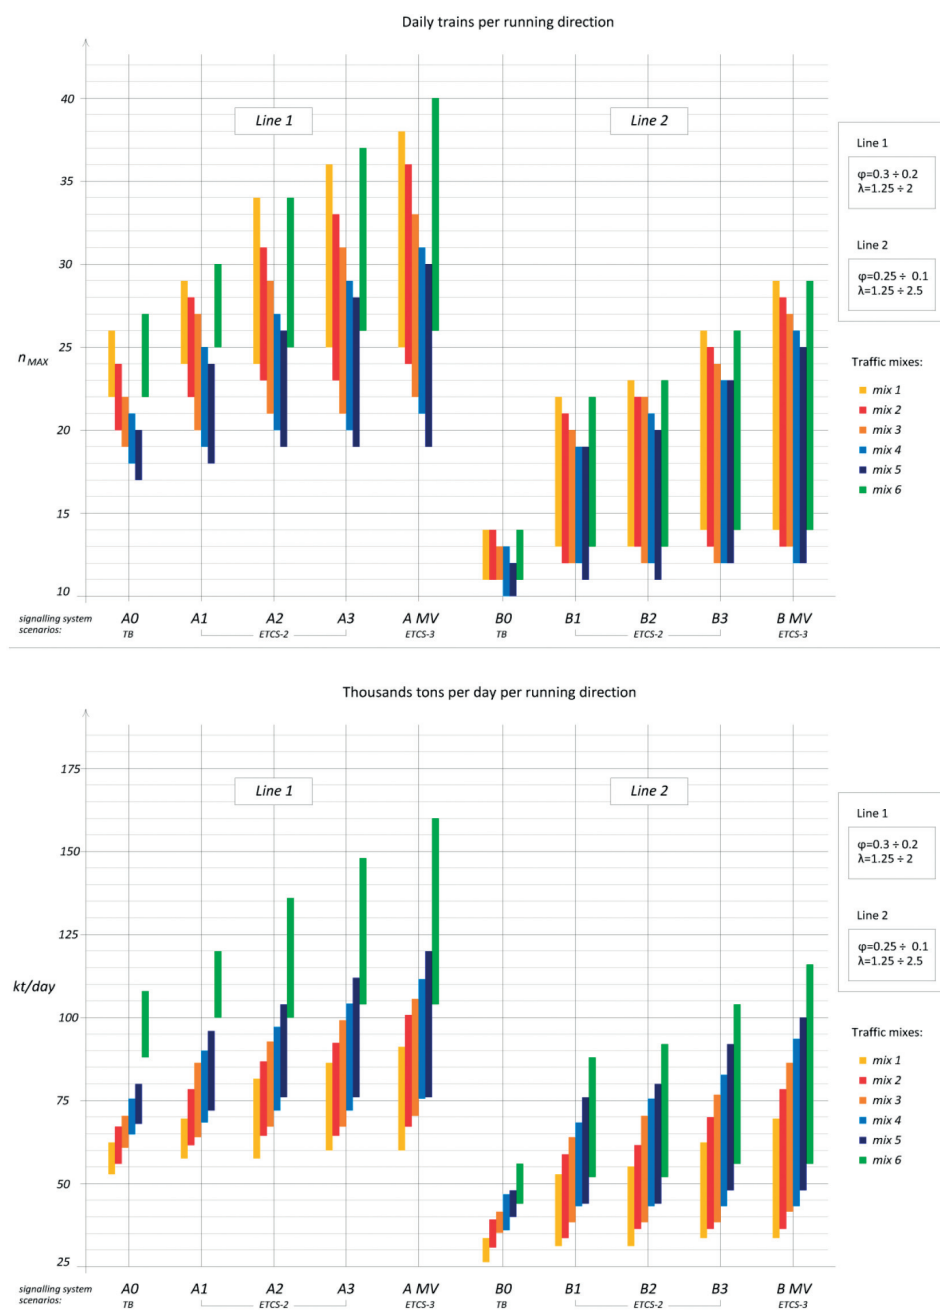 Daily trains per running direction
40
Line 1
Line 2
35
30
25
n MAX
20
15
10
Line 1
φ=0.3 ÷ 0.2
λ=1.25 ÷ 2
Line 2
φ=0.25 ÷ 0.1
λ=1.25 ÷ 2.5
Traffic mixes:
mix 1
mix 2
mix 3
mix 4
mix 5
mix 6
signalling system scenarios:
A0 A1 A2 A3 A MV B0 B1 B2 B3 B MV
TB ETCS-2 ETCS-3 TB ETCS-2 ETCS-3
Thousands tons per day per running direction
175
Line 1
Line 2
150
125
kt/day
100
75
50
25
Line 1
φ=0.3 ÷ 0.2
λ=1.25 ÷ 2
Line 2
φ=0.25 ÷ 0.1
λ=1.25 ÷ 2.5
Traffic mixes:
mix 1
mix 2
mix 3
mix 4
mix 5
mix 6
signalling system scenarios:
A0 A1 A2 A3 A MV B0 B1 B2 B3 B MV
TB ETCS-2 ETCS-3 TB ETCS-2 ETCS-3